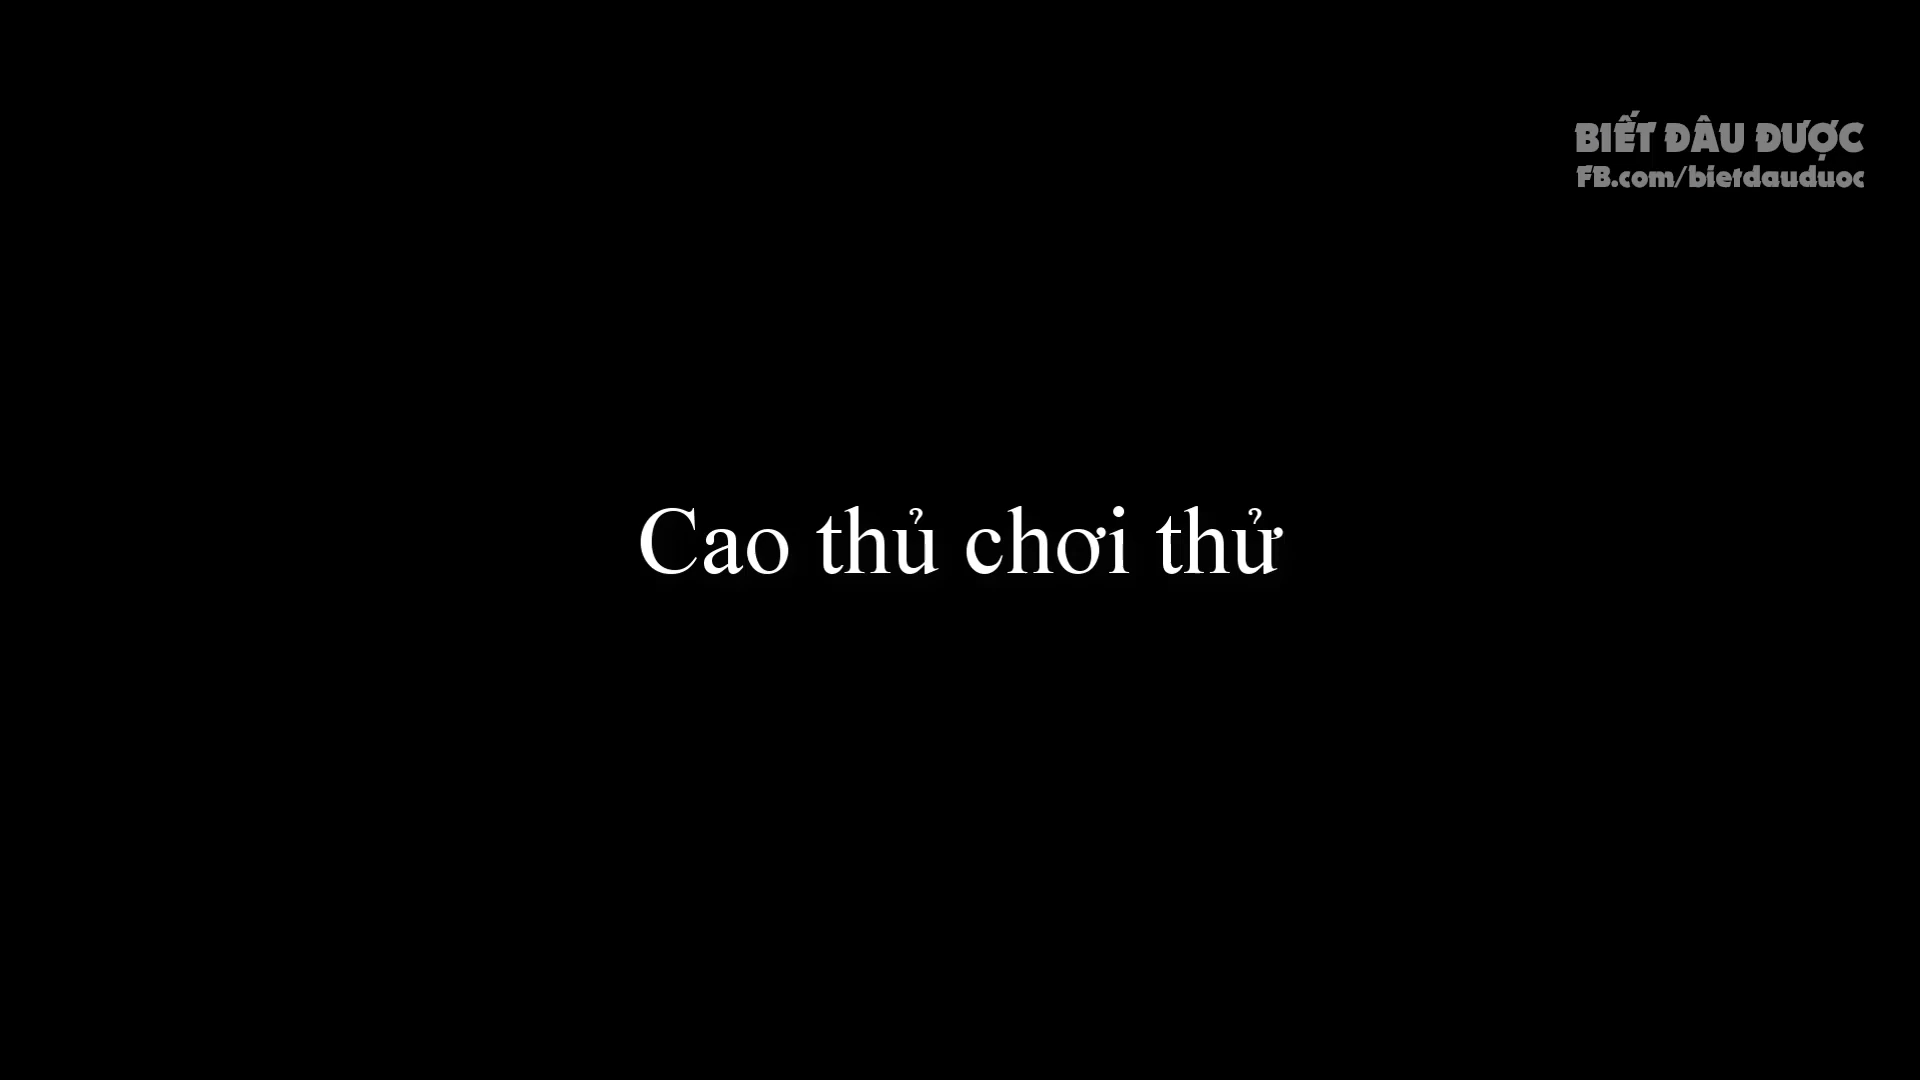 BIẾT ĐÂU ĐƯỢC
FB.com/bietdauduoc
Cao thủ chơi thử